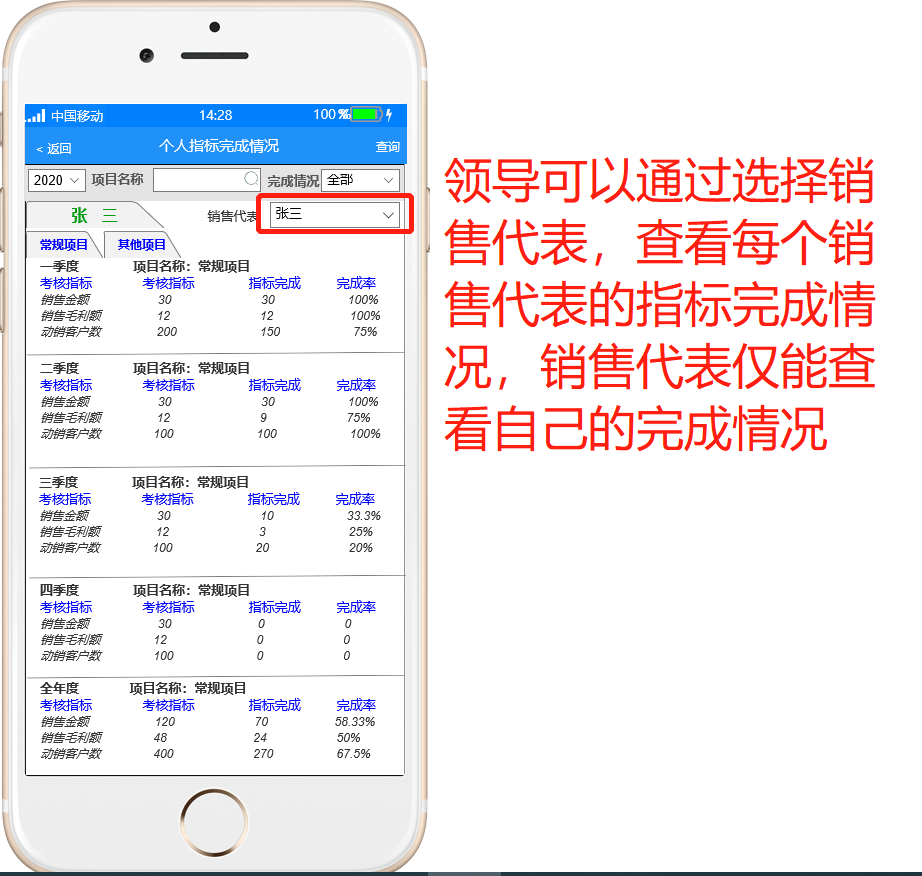 中国移动 14:28 100%
< 返回 个人指标完成情况 查询
2020 项目名称 完成情况 全部
张 三 销售代表 张三
常规项目 其他项目
一季度 项目名称：常规项目
考核指标 考核指标 指标完成 完成率
销售金额 30 30 100%
销售毛利额 12 12 100%
动销客户数 200 150 75%
二季度 项目名称：常规项目
考核指标 考核指标 指标完成 完成率
销售金额 30 30 100%
销售毛利额 12 9 75%
动销客户数 100 100 100%
三季度 项目名称：常规项目
考核指标 考核指标 指标完成 完成率
销售金额 30 10 33.3%
销售毛利额 12 3 25%
动销客户数 100 20 20%
四季度 项目名称：常规项目
考核指标 考核指标 指标完成 完成率
销售金额 30 0 0
销售毛利额 12 0 0
动销客户数 100 0 0
全年度 项目名称：常规项目
考核指标 考核指标 指标完成 完成率
销售金额 120 70 58.33%
销售毛利额 48 24 50%
动销客户数 400 270 67.5%
领导可以通过选择销
售代表，查看每个销
售代表的指标完成情
况，销售代表仅能查
看自己的完成情况